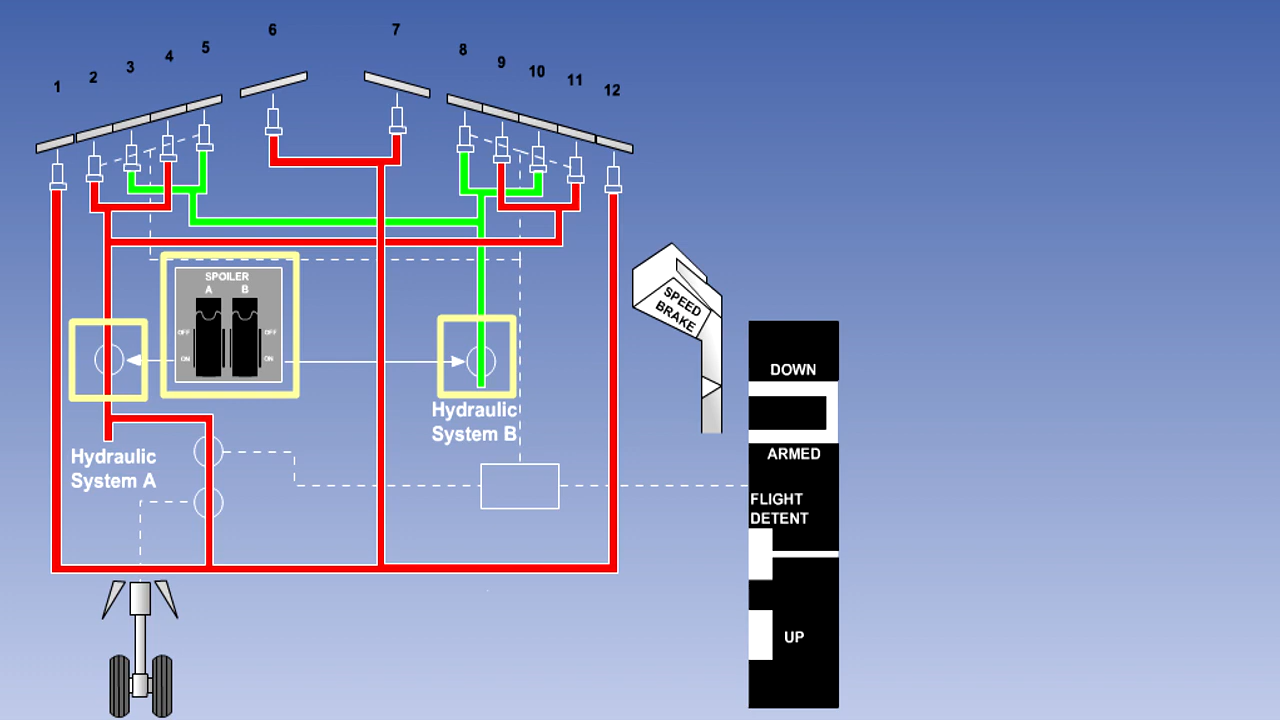 1 2 3 4 5 6 7 8 9 10 11 12
SPOILER
A B
OFF OFF
ON ON
SPEED
BRAKE
Hydraulic
System B
Hydraulic
System A
DOWN
ARMED
FLIGHT
DETENT
UP